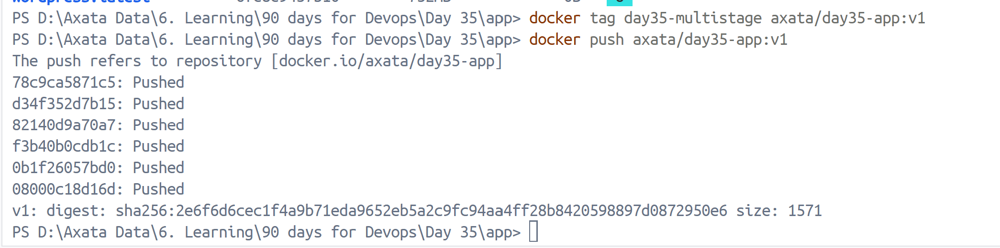 wordpress:latest 752MB 0B
PS D:\Axata Data\6. Learning\90 days for Devops\Day 35\app> docker tag day35-multistage axata/day35-app:v1
PS D:\Axata Data\6. Learning\90 days for Devops\Day 35\app> docker push axata/day35-app:v1
The push refers to repository [docker.io/axata/day35-app]
78c9ca5871c5: Pushed
d34f352d7b15: Pushed
82140d9a70a7: Pushed
f3b40b0cdb1c: Pushed
0b1f26057bd0: Pushed
08000c18d16d: Pushed
v1: digest: sha256:2e6f6d6cec1f4a9b71eda9652eb5a2c9fc94aa4ff28b8420598897d0872950e6 size: 1571
PS D:\Axata Data\6. Learning\90 days for Devops\Day 35\app>